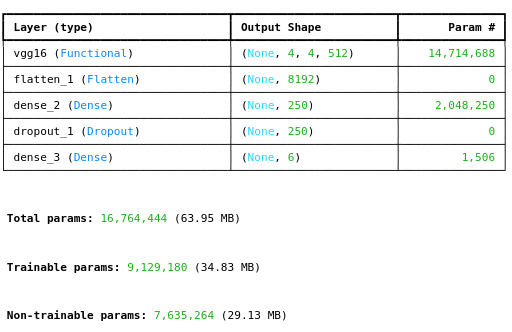 Layer (type) Output Shape Param #
vgg16 (Functional) (None, 4, 4, 512) 14,714,688
flatten_1 (Flatten) (None, 8192) 0
dense_2 (Dense) (None, 250) 2,048,250
dropout_1 (Dropout) (None, 250) 0
dense_3 (Dense) (None, 6) 1,506
Total params: 16,764,444 (63.95 MB)
Trainable params: 9,129,180 (34.83 MB)
Non-trainable params: 7,635,264 (29.13 MB)